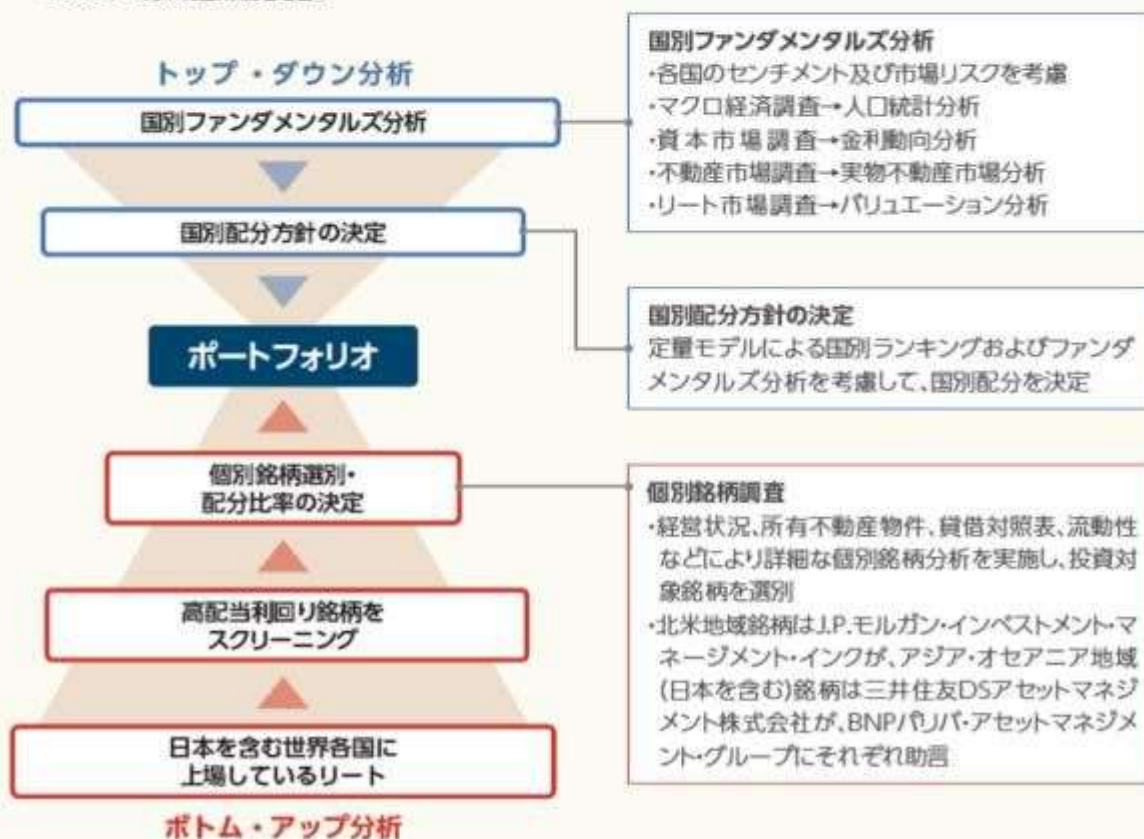 トップ・ダウン分析
国別ファンダメンタルズ分析
国別配分方針の決定
ポートフォリオ
個別銘柄選別・
配分比率の決定
高配当利回り銘柄を
スクリーニング
日本を含む世界各国に
上場しているリート
ボトム・アップ分析
国別ファンダメンタルズ分析
・各国のセンチメント及び市場リスクを考慮
・マクロ経済調査→人口統計分析
・資本市場調査→金利動向分析
・不動産市場調査→実物不動産市場分析
・リート市場調査→バリュエーション分析
国別配分方針の決定
定量モデルによる国別ランキングおよびファンダ
メンタルズ分析を考慮して、国別配分を決定
個別銘柄調査
・経営状況、所有不動産物件、貸借対照表、流動性
などにより詳細な個別銘柄分析を実施し、投資対
象銘柄を選別
・北米地域銘柄はJ.P.モルガン・インベストメント・マ
ネージメント・インクが、アジア・オセアニア地域
(日本を含む)銘柄は三井住友DSアセットマネジ
メント株式会社が、BNPパリバ・アセットマネジメ
ント・グループにそれぞれ助言